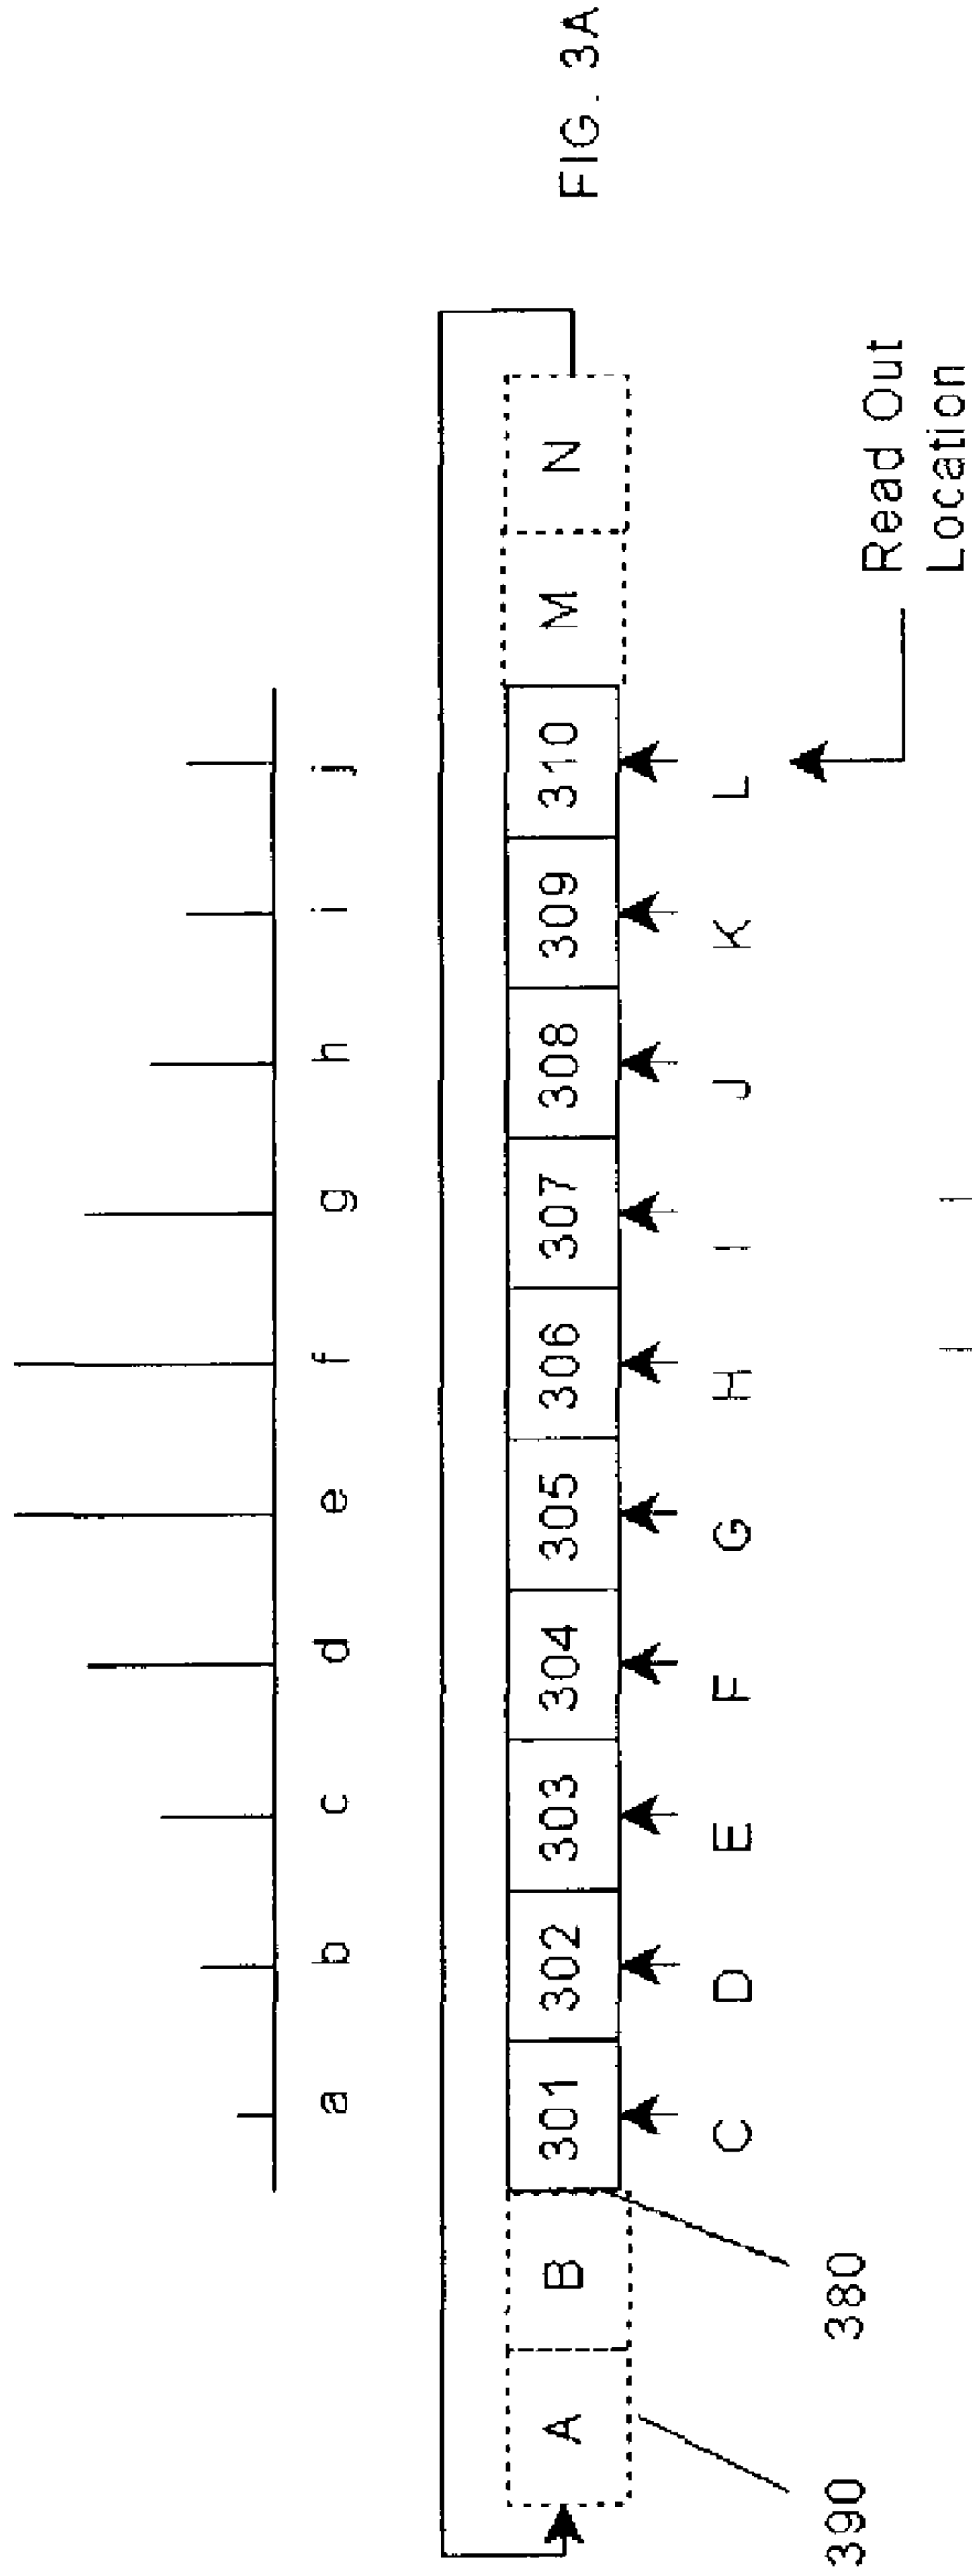 a b c d e f g h i j
A B 301 302 303 304 305 306 307 308 309 310 M N
C D E F G H I J K L
390 380
Read Out
Location
FIG. 3A